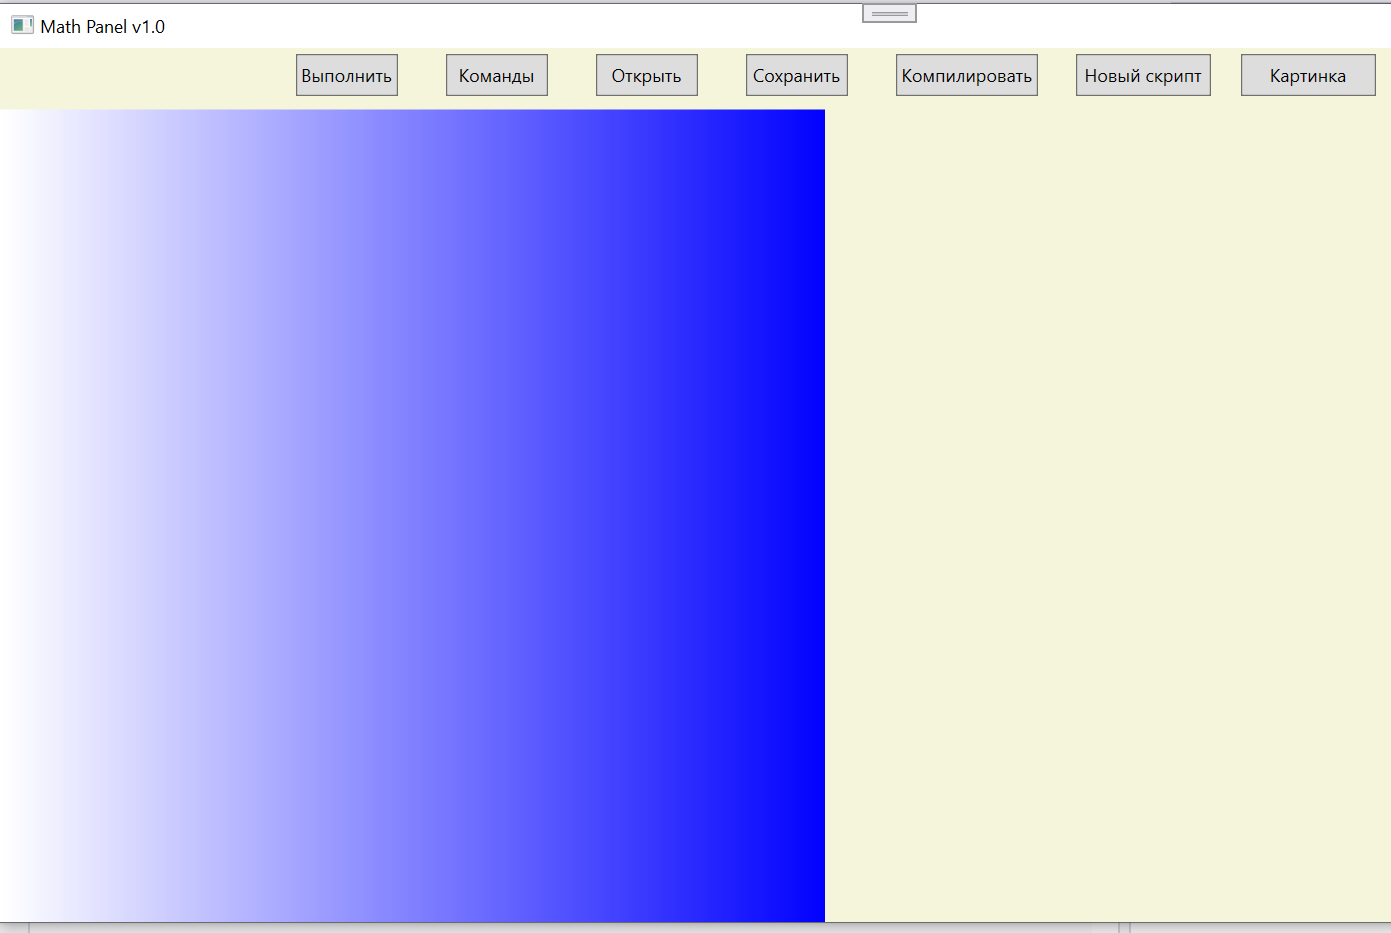 Math Panel v1.0
Выполнить
Команды
Открыть
Сохранить
Компилировать
Новый скрипт
Картинка